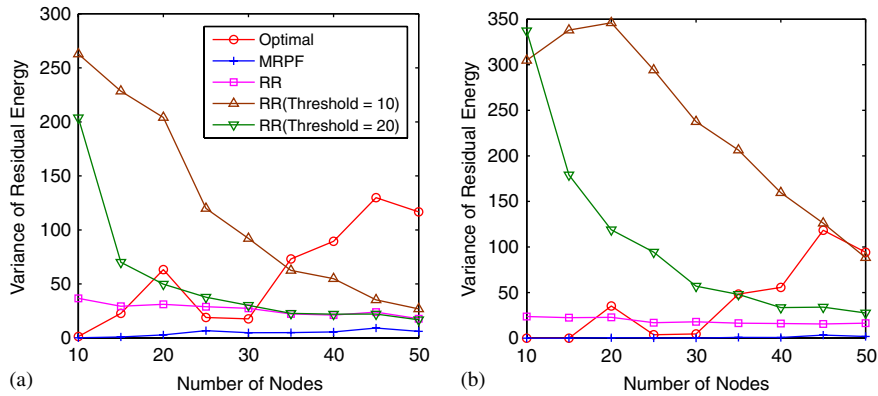 300
250
200
150
100
50
0
10
20
30
40
50
Variance of Residual Energy
Number of Nodes
(a)
Optimal
MRPF
RR
RR(Threshold = 10)
RR(Threshold = 20)
350
300
250
200
150
100
50
0
10
20
30
40
50
Variance of Residual Energy
Number of Nodes
(b)